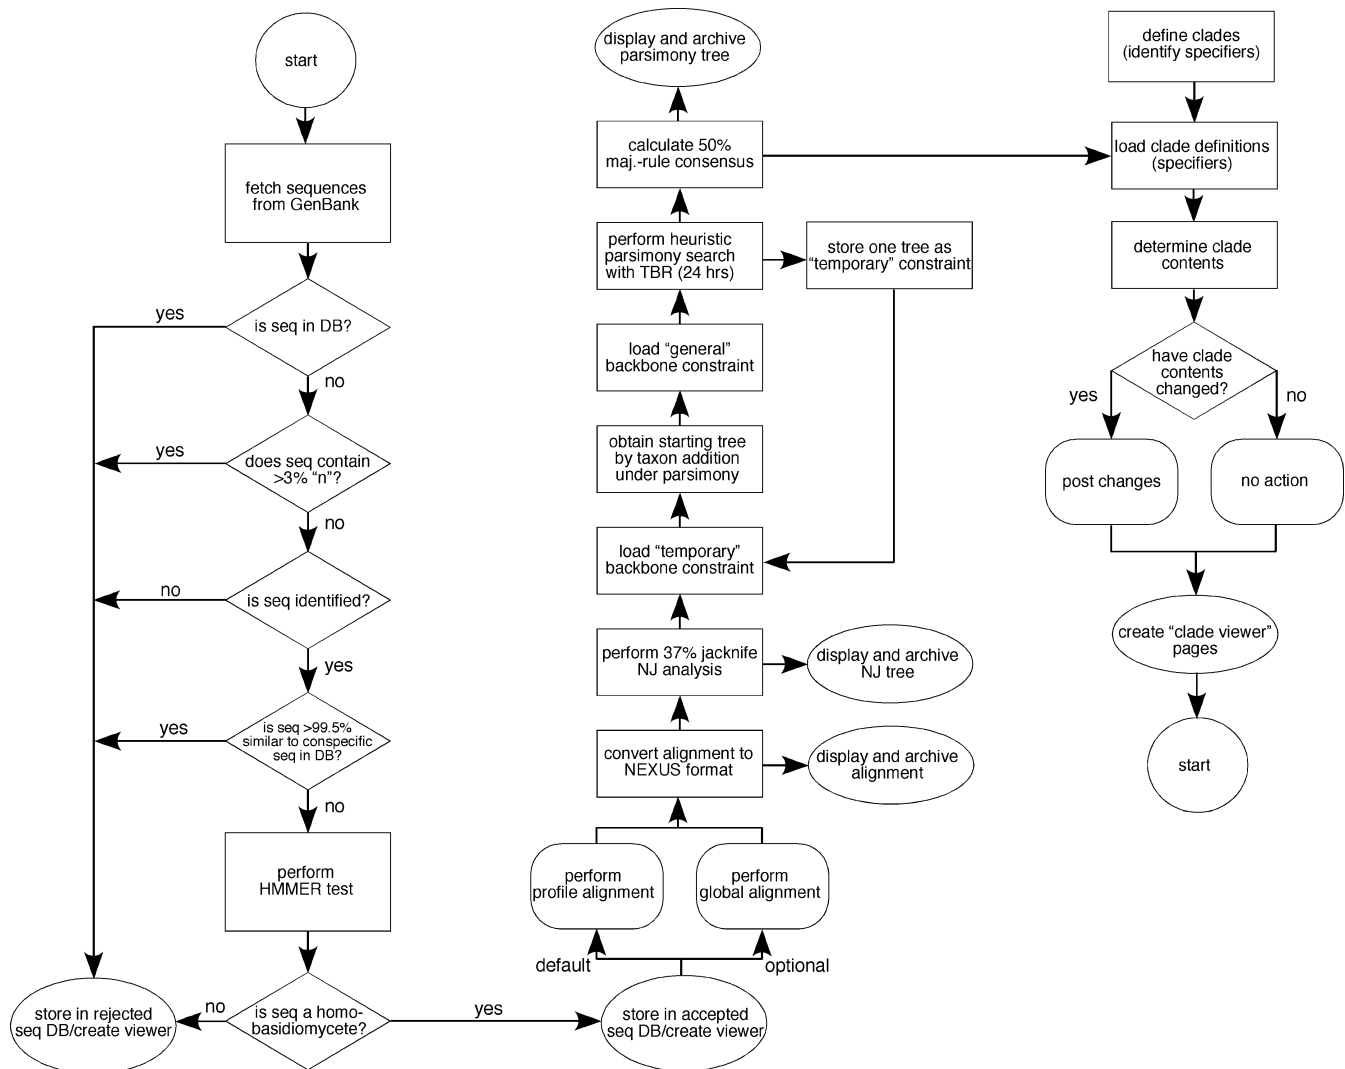 start
fetch sequences
from GenBank
is seq in DB?
yes
no
does seq contain
>3% “n”?
yes
no
is seq identified?
no
yes
is seq >99.5%
similar to conspecific
seq in DB?
yes
no
perform
HMMER test
is seq a homo-
basidiomycete?
no
yes
store in rejected
seq DB/create viewer
store in accepted
seq DB/create viewer
default
optional
perform
profile alignment
perform
global alignment
convert alignment to
NEXUS format
display and archive
alignment
perform 37% jacknife
NJ analysis
display and archive
NJ tree
load “temporary”
backbone constraint
obtain starting tree
by taxon addition
under parsimony
load “general”
backbone constraint
perform heuristic
parsimony search
with TBR (24 hrs)
store one tree as
“temporary” constraint
calculate 50%
maj.-rule consensus
display and archive
parsimony tree
define clades
(identify specifiers)
load clade definitions
(specifiers)
determine clade
contents
have clade
contents
changed?
yes
no
post changes
no action
create “clade viewer”
pages
start